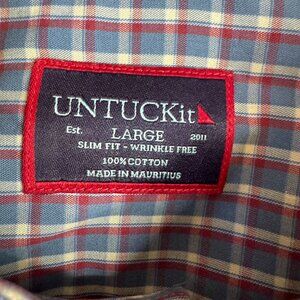 UNTUCKit
Est. LARGE 2011
SLIM FIT - WRINKLE FREE
100% COTTON
MADE IN MAURITIUS